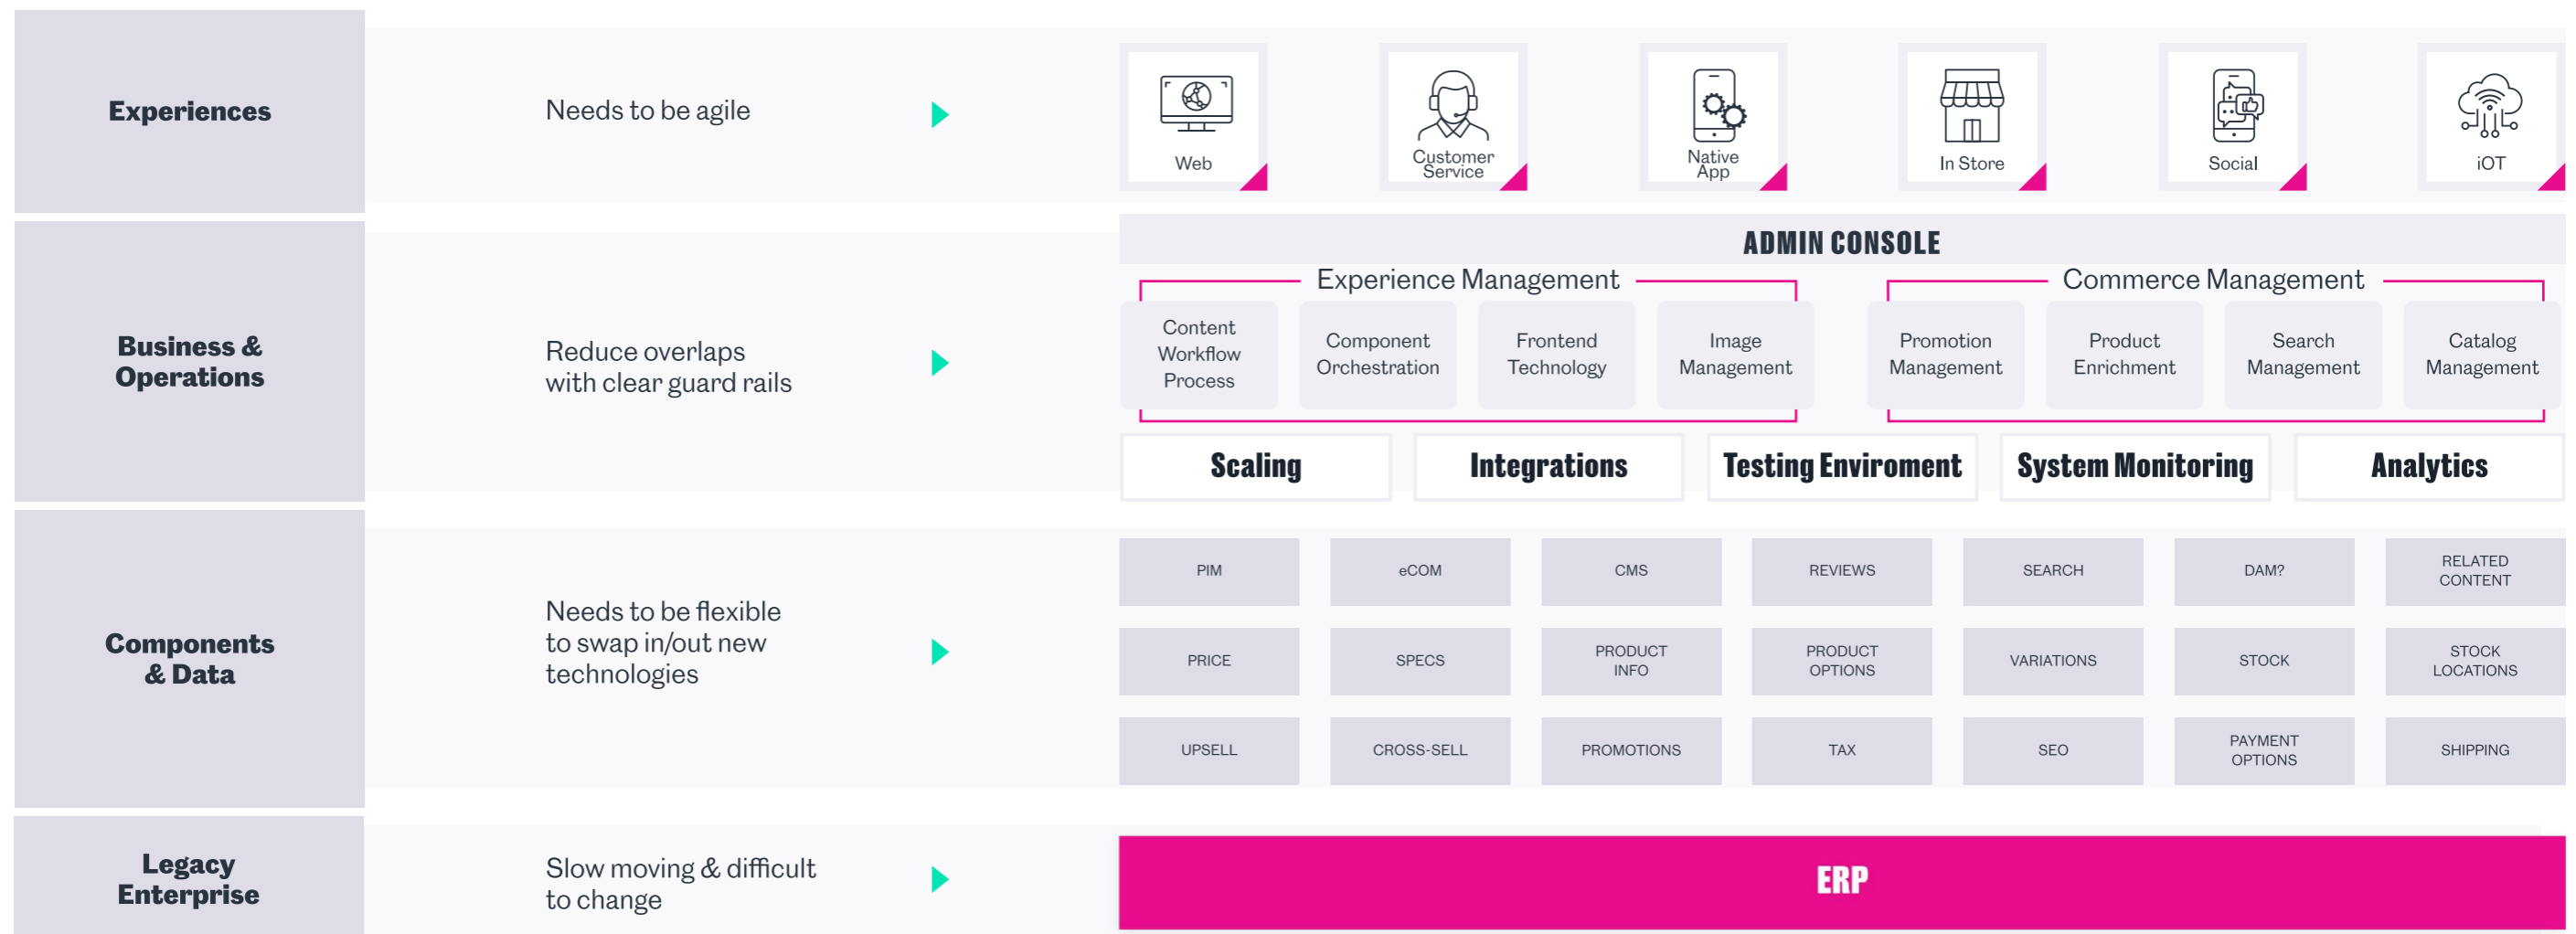 Experiences
Needs to be agile
Web
Customer
Service
Native
App
In Store
Social
iOT
Business &
Operations
Reduce overlaps
with clear guard rails
ADMIN CONSOLE
Experience Management
Commerce Management
Content
Workflow
Process
Component
Orchestration
Frontend
Technology
Image
Management
Promotion
Management
Product
Enrichment
Search
Management
Catalog
Management
Scaling
Integrations
Testing Enviroment
System Monitoring
Analytics
Components
& Data
Needs to be flexible
to swap in/out new
technologies
PIM
eCOM
CMS
REVIEWS
SEARCH
DAM?
RELATED
CONTENT
PRICE
SPECS
PRODUCT
INFO
PRODUCT
OPTIONS
VARIATIONS
STOCK
STOCK
LOCATIONS
UPSELL
CROSS-SELL
PROMOTIONS
TAX
SEO
PAYMENT
OPTIONS
SHIPPING
Legacy
Enterprise
Slow moving & difficult
to change
ERP